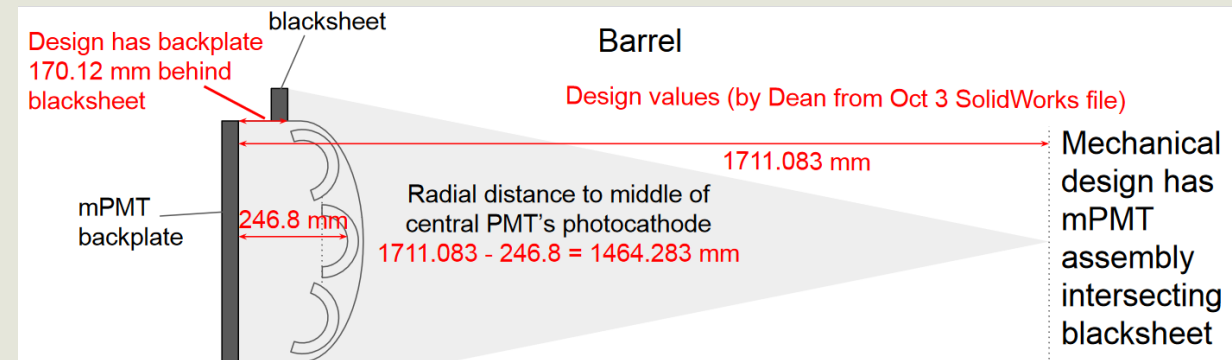 blacksheet
Design has backplate
170.12 mm behind
blacksheet
Barrel
Design values (by Dean from Oct 3 SolidWorks file)
1711.083 mm
Mechanical
design has
mPMT
assembly
intersecting
blacksheet
mPMT
backplate
246.8 mm
Radial distance to middle of
central PMT's photocathode
1711.083 - 246.8 = 1464.283 mm